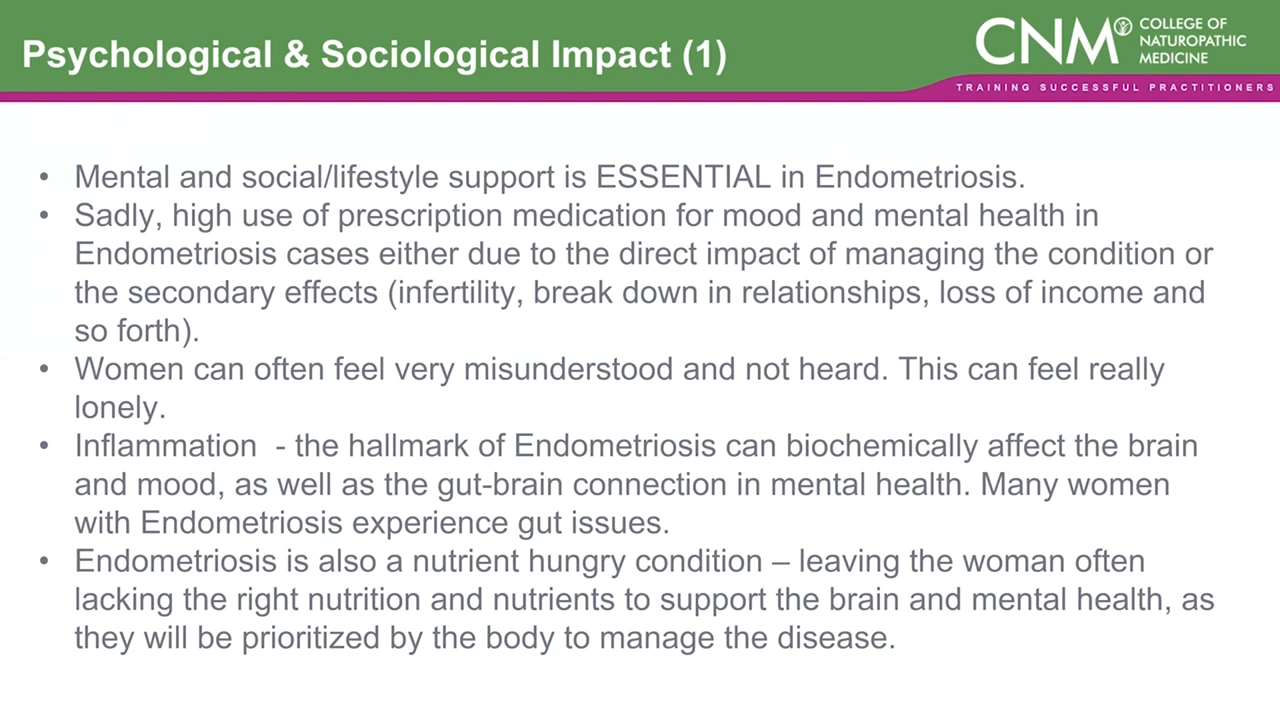 Psychological & Sociological Impact (1)
CNM
COLLEGE OF
NATUROPATHIC
MEDICINE
TRAINING SUCCESSFUL PRACTITIONERS
• Mental and social/lifestyle support is ESSENTIAL in Endometriosis.
• Sadly, high use of prescription medication for mood and mental health in
Endometriosis cases either due to the direct impact of managing the condition or
the secondary effects (infertility, break down in relationships, loss of income and
so forth).
• Women can often feel very misunderstood and not heard. This can feel really
lonely.
• Inflammation  - the hallmark of Endometriosis can biochemically affect the brain
and mood, as well as the gut-brain connection in mental health. Many women
with Endometriosis experience gut issues.
• Endometriosis is also a nutrient hungry condition – leaving the woman often
lacking the right nutrition and nutrients to support the brain and mental health, as
they will be prioritized by the body to manage the disease.